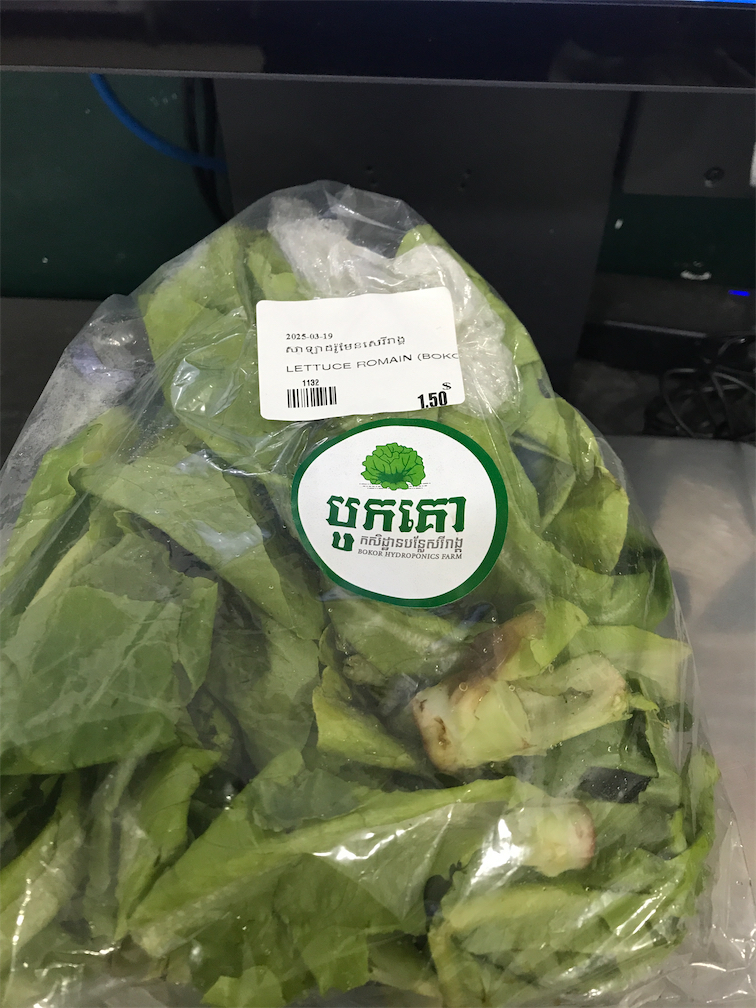 2025-03-19
សាឡាដរ៉ូមែនសេរីរាង្គ
LETTUCE ROMAIN (BOKO
1132
$
1.50
បូកគោ
កសិដ្ឋានបន្លែសរីរាង្គ
BOKOR HYDROPONICS FARM